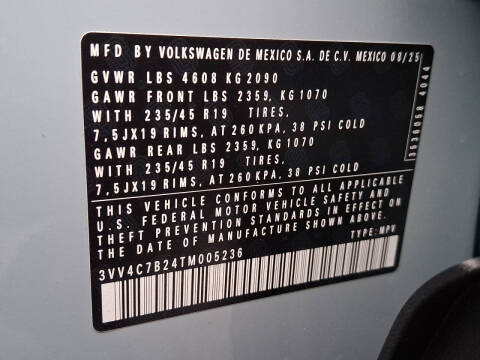 MFD BY VOLKSWAGEN DE MEXICO S.A. DE C.V. MEXICO 08/25
GVWR LBS 4608 KG 2090
GAWR FRONT LBS 2359, KG 1070
WITH 235/45 R19 TIRES,
7,5JX19 RIMS, AT 260 KPA, 38 PSI COLD
GAWR REAR LBS 2359, KG 1070
WITH 235/45 R19 TIRES,
7,5JX19 RIMS, AT 260 KPA, 38 PSI COLD
THIS VEHICLE CONFORMS TO ALL APPLICABLE
U.S. FEDERAL MOTOR VEHICLE SAFETY AND
THEFT PREVENTION STANDARDS IN EFFECT ON
THE DATE OF MANUFACTURE SHOWN ABOVE.
3VV4C7B24TM005236 TYPE: MPV
3536058 4044